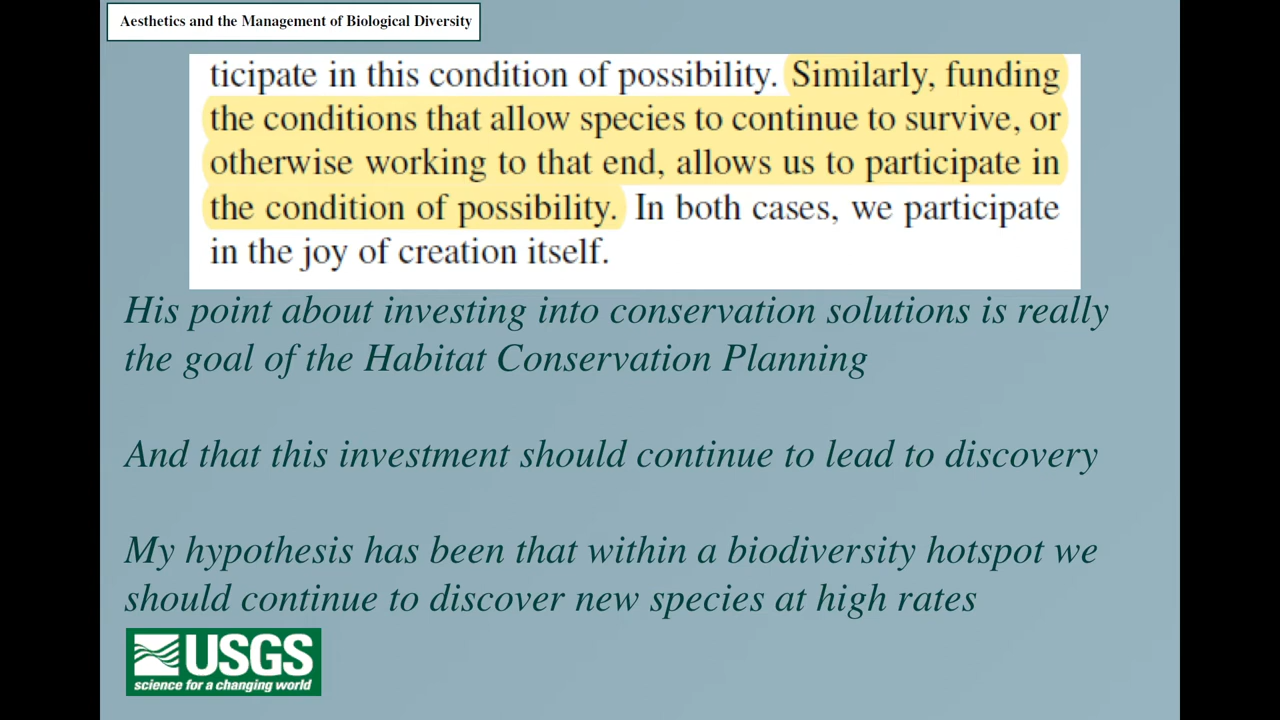 Aesthetics and the Management of Biological Diversity
ticipate in this condition of possibility. Similarly, funding
the conditions that allow species to continue to survive, or
otherwise working to that end, allows us to participate in
the condition of possibility. In both cases, we participate
in the joy of creation itself.
His point about investing into conservation solutions is really
the goal of the Habitat Conservation Planning
And that this investment should continue to lead to discovery
My hypothesis has been that within a biodiversity hotspot we
should continue to discover new species at high rates
USGS
science for a changing world